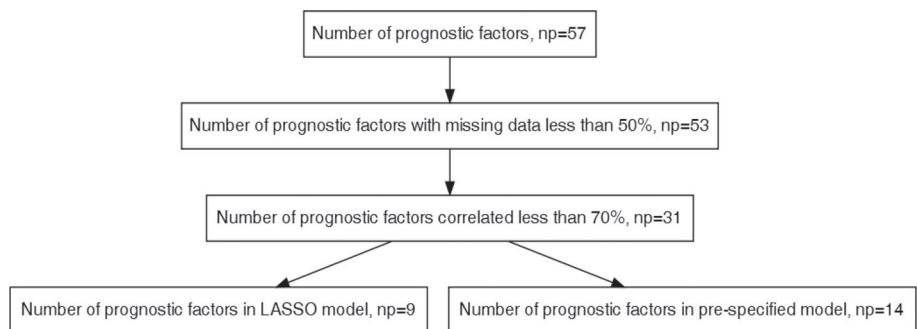 Number of prognostic factors, np=57
Number of prognostic factors with missing data less than 50%, np=53
Number of prognostic factors correlated less than 70%, np=31
Number of prognostic factors in LASSO model, np=9
Number of prognostic factors in pre-specified model, np=14